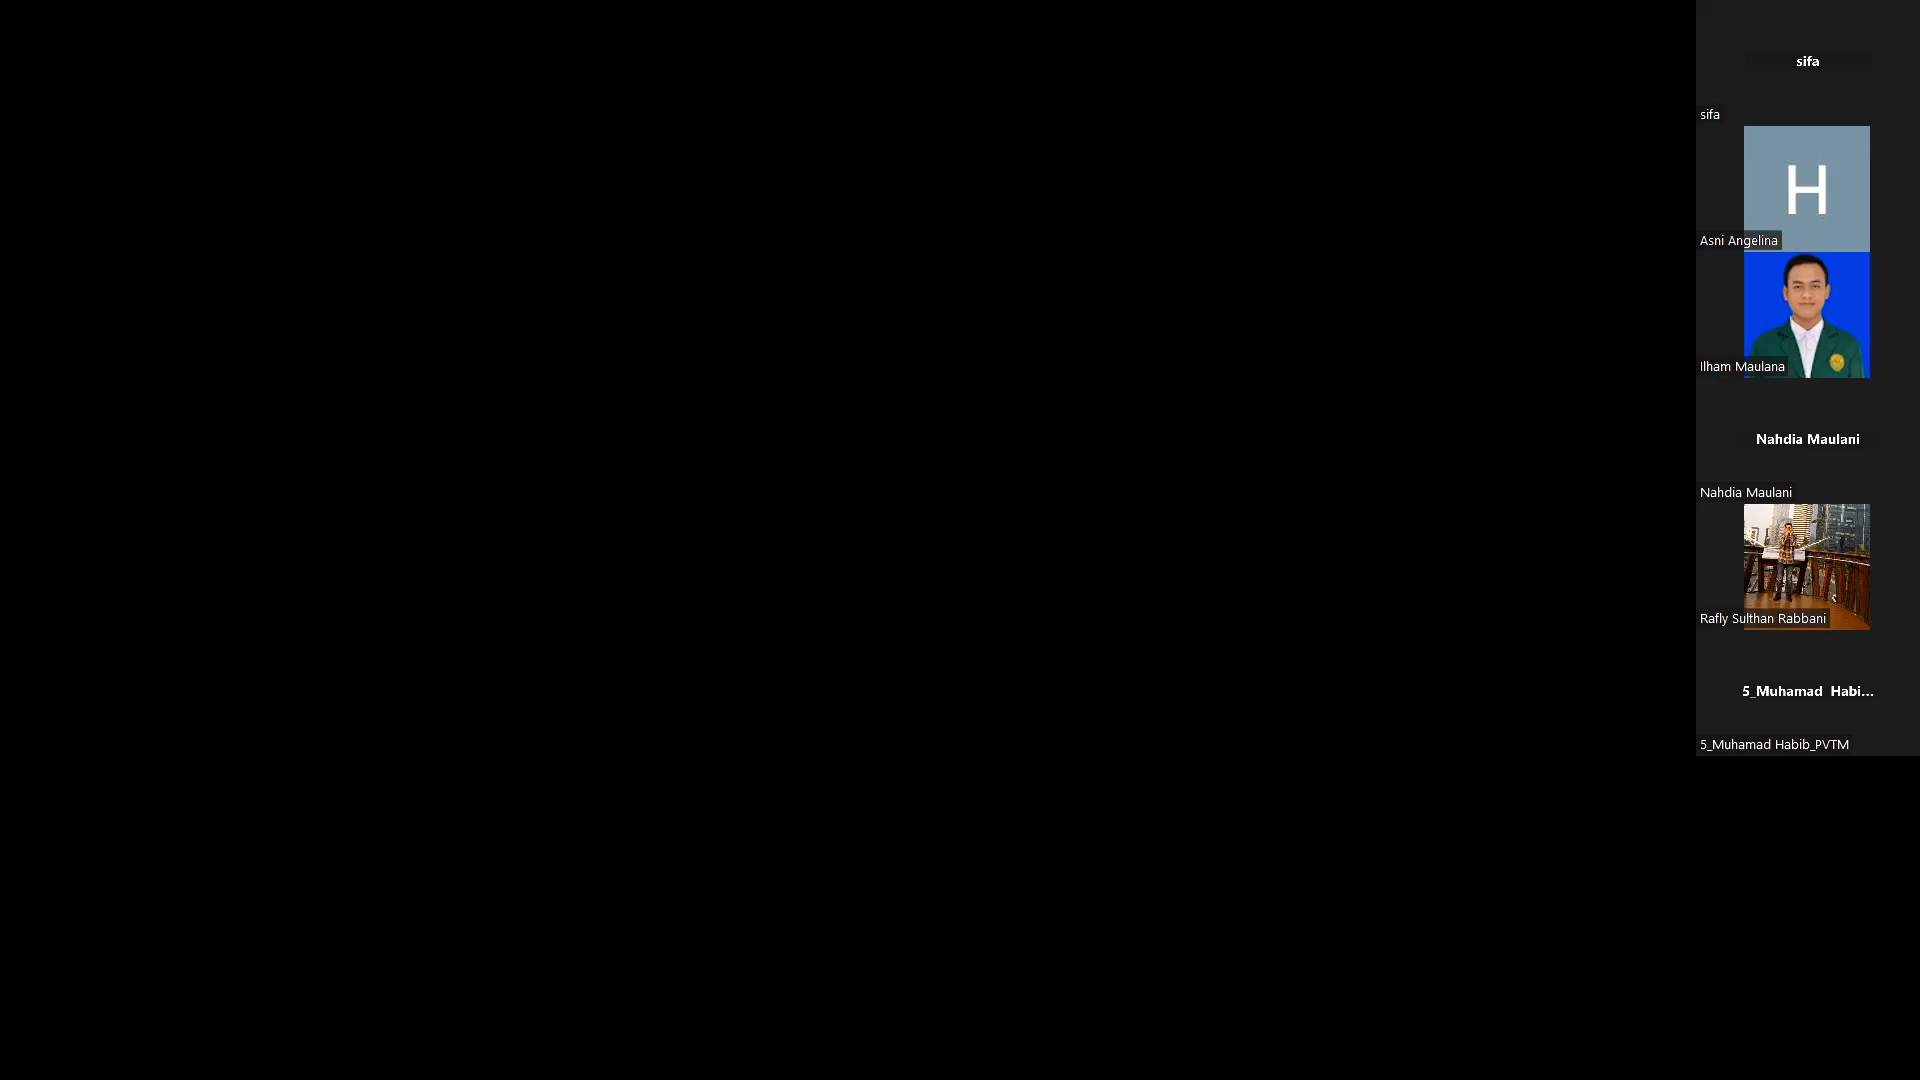 sifa
sifa
H
Asni Angelina
Ilham Maulana
Nahdia Maulani
Nahdia Maulani
Rafly Sulthan Rabbani
5_Muhamad Habi...
5_Muhamad Habib_PVTM